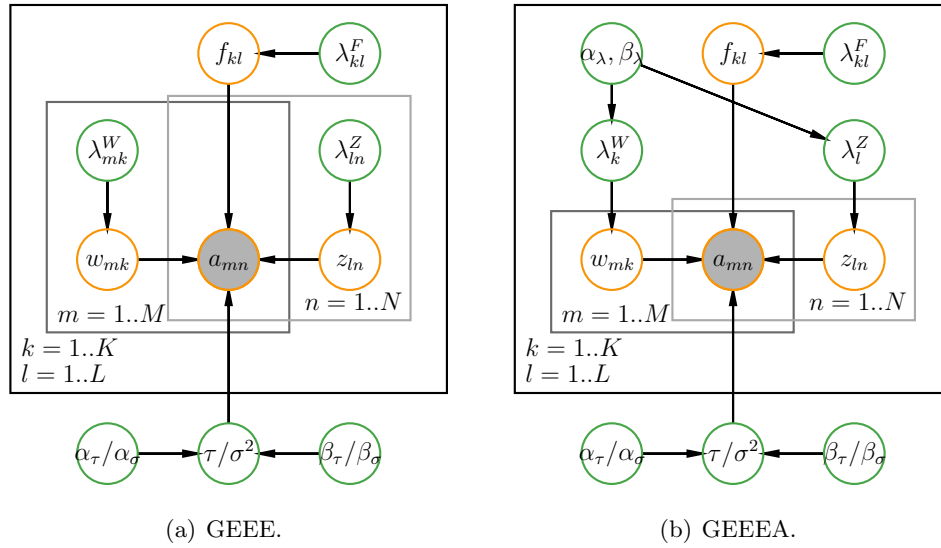 f_{kl} λ^F_{kl}
λ^W_{mk} λ^Z_{ln}
w_{mk} a_{mn} z_{ln}
m = 1..M n = 1..N
k = 1..K
l = 1..L
α_τ/α_σ τ/σ² β_τ/β_σ
(a) GEEE.
α_λ, β_λ f_{kl} λ^F_{kl}
λ^W_k λ^Z_l
w_{mk} a_{mn} z_{ln}
m = 1..M n = 1..N
k = 1..K
l = 1..L
α_τ/α_σ τ/σ² β_τ/β_σ
(b) GEEEA.